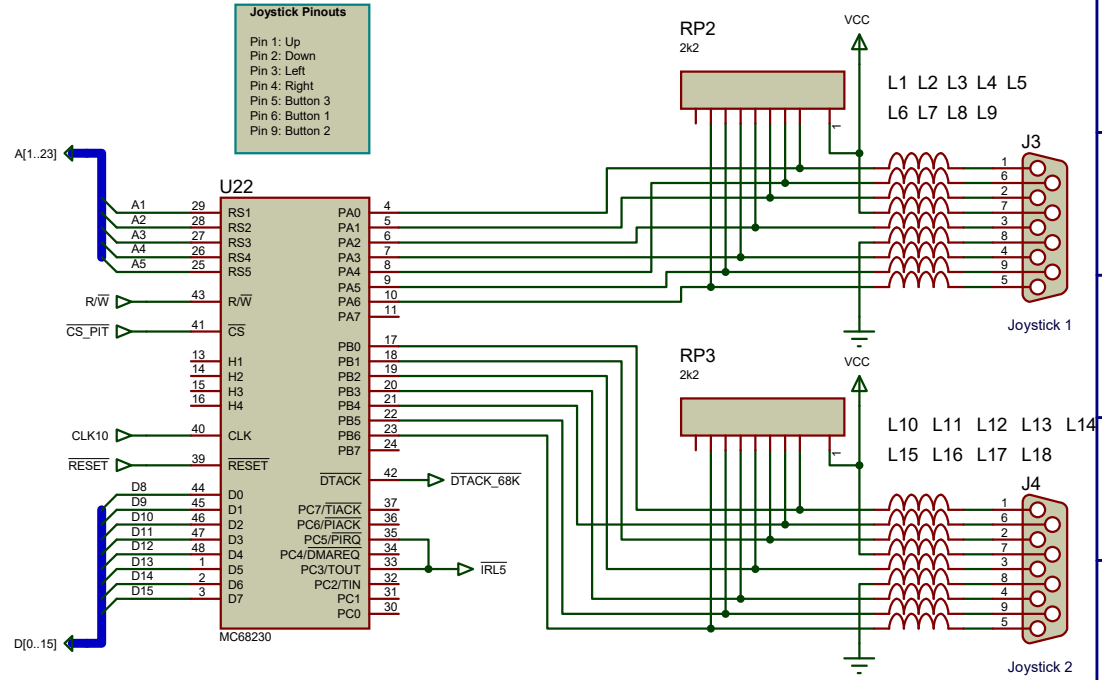 Joystick Pinouts
Pin 1: Up
Pin 2: Down
Pin 3: Left
Pin 4: Right
Pin 5: Button 3
Pin 6: Button 1
Pin 9: Button 2
A[1..23]
A1
A2
A3
A4
A5
R/W
CS_PIT
CLK10
RESET
D8
D9
D10
D11
D12
D13
D14
D15
D[0..15]
U22
29 RS1
28 RS2
27 RS3
26 RS4
25 RS5
43 R/W
41 CS
13 H1
14 H2
15 H3
16 H4
40 CLK
39 RESET
44 D0
45 D1
46 D2
47 D3
48 D4
1 D5
2 D6
3 D7
PA0 4
PA1 5
PA2 6
PA3 7
PA4 8
PA5 9
PA6 10
PA7 11
PB0 17
PB1 18
PB2 19
PB3 20
PB4 21
PB5 22
PB6 23
PB7 24
DTACK 42
PC7/TIACK 37
PC6/PIACK 36
PC5/PIRQ 35
PC4/DMAREQ 34
PC3/TOUT 33
PC2/TIN 32
PC1 31
PC0 30
MC68230
DTACK_68K
IRL5
RP2
2k2
1
VCC
L1 L2 L3 L4 L5
L6 L7 L8 L9
J3
1
6
2
7
3
8
4
9
5
Joystick 1
RP3
2k2
1
VCC
L10 L11 L12 L13 L14
L15 L16 L17 L18
J4
1
6
2
7
3
8
4
9
5
Joystick 2